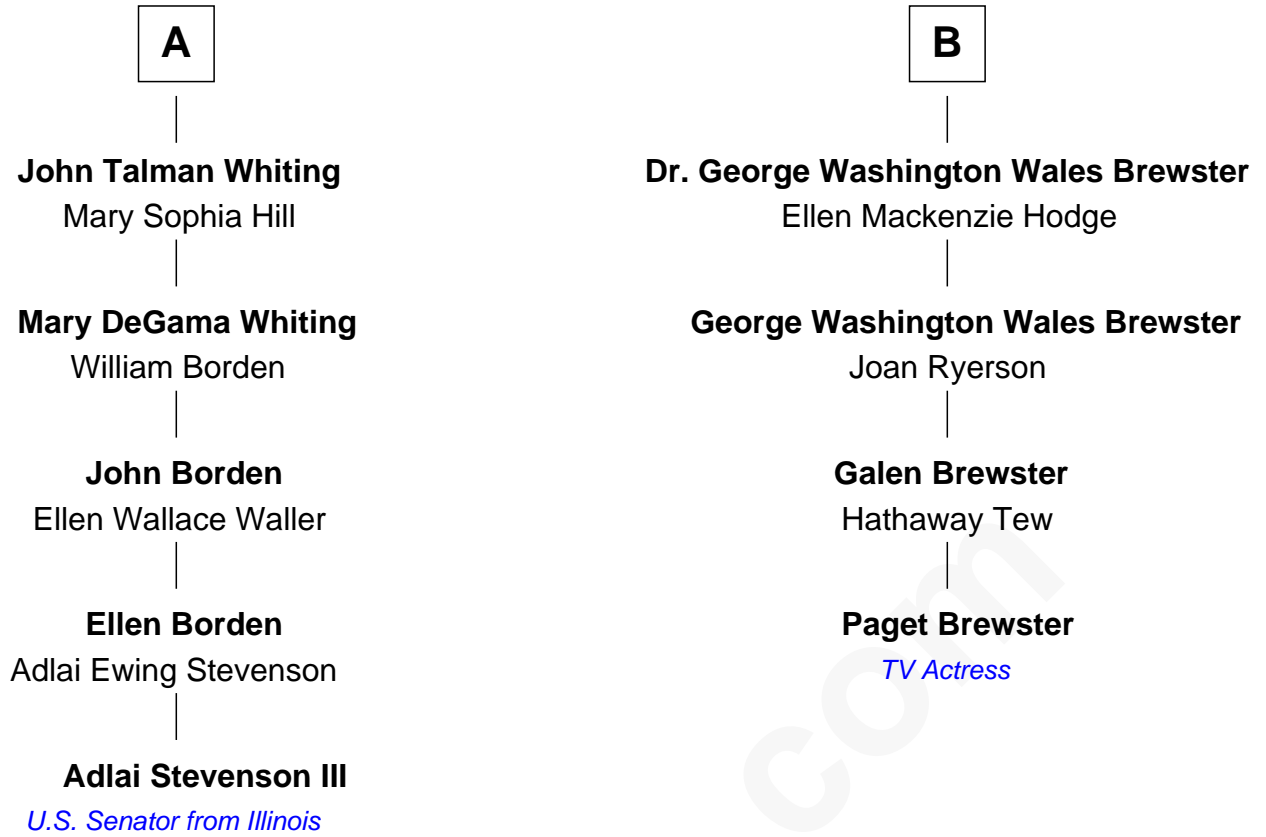 A
John Talman Whiting
Mary Sophia Hill
Mary DeGama Whiting
William Borden
John Borden
Ellen Wallace Waller
Ellen Borden
Adlai Ewing Stevenson
Adlai Stevenson III
U.S. Senator from Illinois
B
Dr. George Washington Wales Brewster
Ellen Mackenzie Hodge
George Washington Wales Brewster
Joan Ryerson
Galen Brewster
Hathaway Tew
Paget Brewster
TV Actress
com